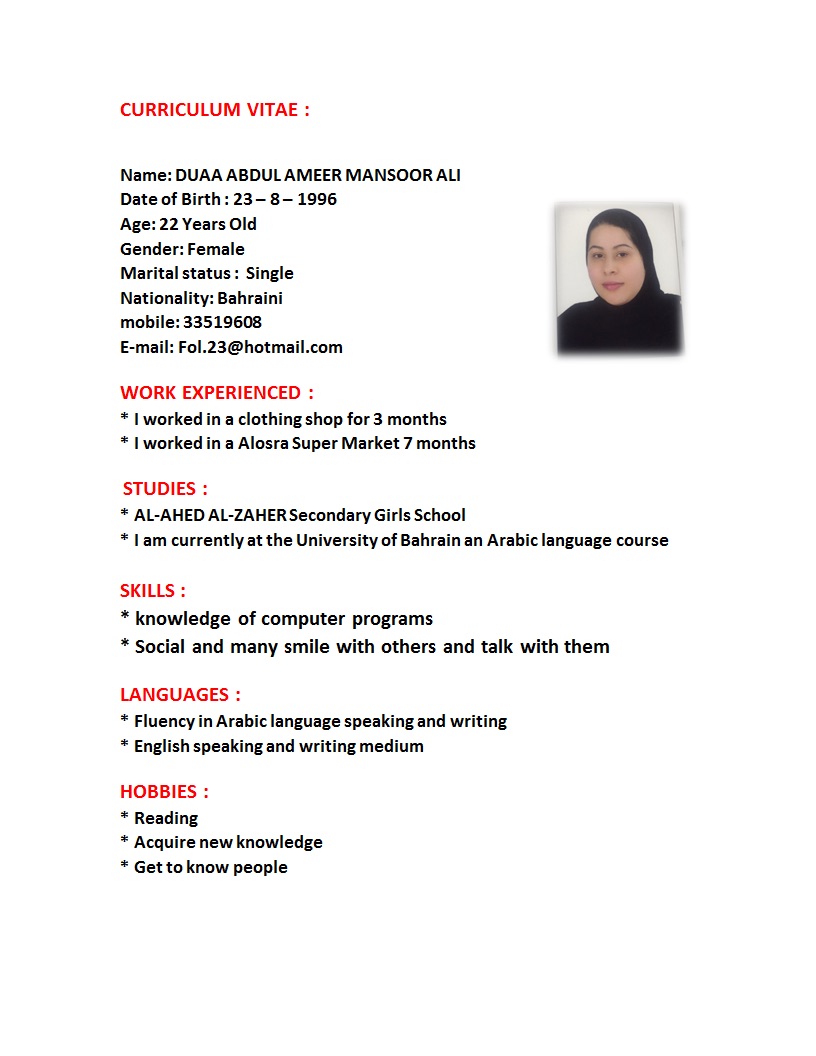 CURRICULUM VITAE :
Name: DUAA ABDUL AMEER MANSOOR ALI
Date of Birth : 23 – 8 – 1996
Age: 22 Years Old
Gender: Female
Marital status :  Single
Nationality: Bahraini
mobile: 33519608
E-mail: Fol.23@hotmail.com
WORK EXPERIENCED :
* I worked in a clothing shop for 3 months
* I worked in a Alosra Super Market 7 months
STUDIES :
* AL-AHED AL-ZAHER Secondary Girls School
* I am currently at the University of Bahrain an Arabic language course
SKILLS :
* knowledge of computer programs
* Social and many smile with others and talk with them
LANGUAGES :
* Fluency in Arabic language speaking and writing
* English speaking and writing medium
HOBBIES :
* Reading
* Acquire new knowledge
* Get to know people